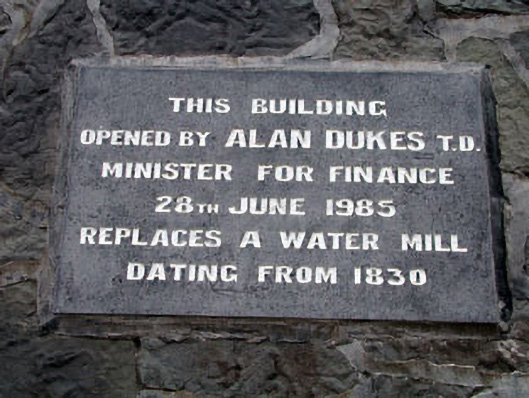 THIS BUILDING
OPENED BY ALAN DUKES T.D.
MINISTER FOR FINANCE
28TH JUNE 1985
REPLACES A WATER MILL
DATING FROM 1830